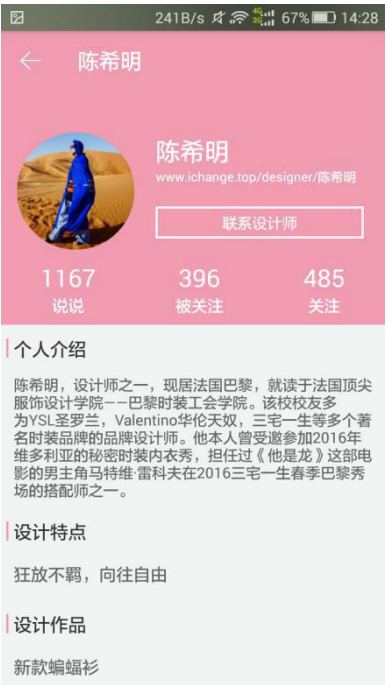 241B/s 4G 2G 67% 14:28
陈希明
陈希明
www.ichange.top/designer/陈希明
联系设计师
1167 396 485
说说 被关注 关注
个人介绍
陈希明，设计师之一，现居法国巴黎，就读于法国顶尖
服饰设计学院——巴黎时装工会学院。该校校友多
为YSL圣罗兰，Valentino华伦天奴，三宅一生等多个著
名时装品牌的品牌设计师。他本人曾受邀参加2016年
维多利亚的秘密时装内衣秀，担任过《他是龙》这部电
影的男主角马特维·雷科夫在2016三宅一生春季巴黎秀
场的搭配师之一。
设计特点
狂放不羁，向往自由
设计作品
新款蝙蝠衫